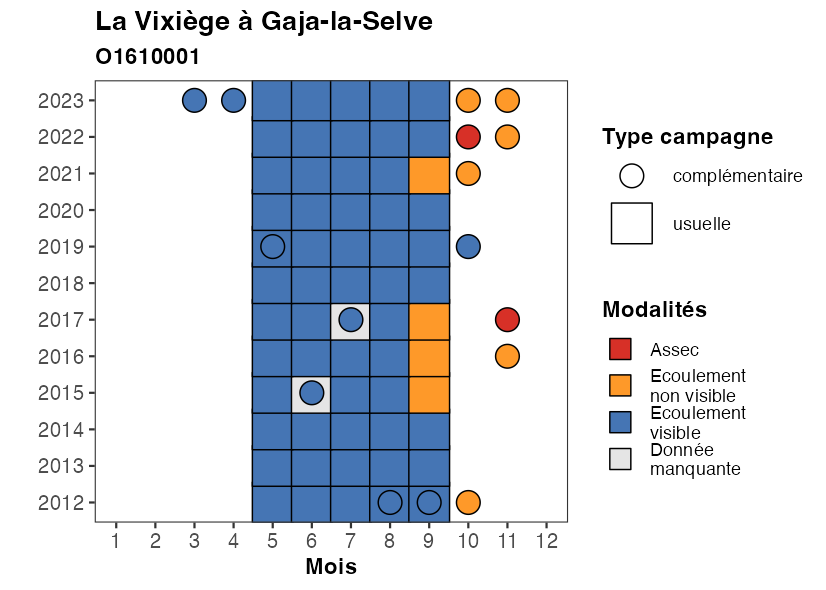 La Vixiège à Gaja-la-Selve
O1610001
2023
2022
2021
2020
2019
2018
2017
2016
2015
2014
2013
2012
1 2 3 4 5 6 7 8 9 10 11 12
Mois
Type campagne
complémentaire
usuelle
Modalités
Assec
Ecoulement
non visible
Ecoulement
visible
Donnée
manquante